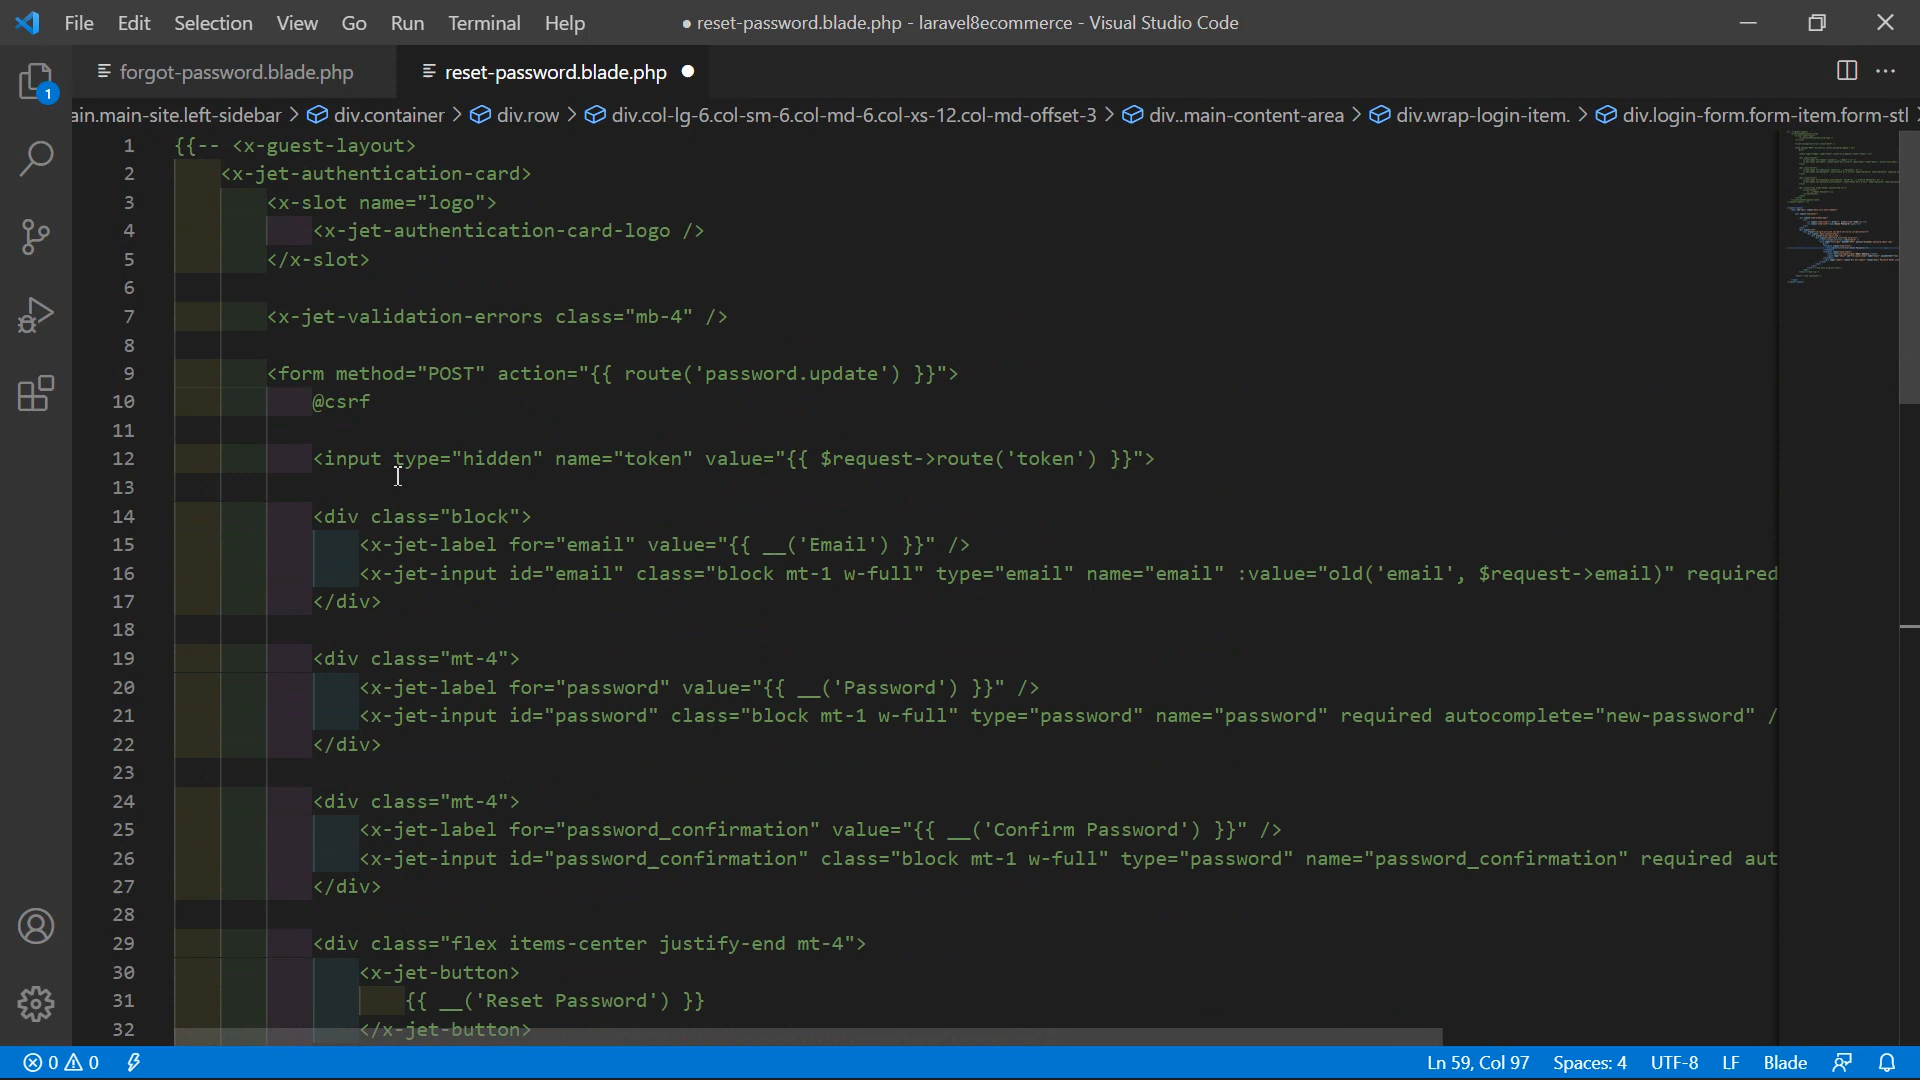 File Edit Selection View Go Run Terminal Help ● reset-password.blade.php - laravel8ecommerce - Visual Studio Code
forgot-password.blade.php reset-password.blade.php ●
1
ain.main-site.left-sidebar > div.container > div.row > div.col-lg-6.col-sm-6.col-md-6.col-xs-12.col-md-offset-3 > div..main-content-area > div.wrap-login-item. > div.login-form.form-item.form-stl >
1 {{-- <x-guest-layout>
2 <x-jet-authentication-card>
3 <x-slot name="logo">
4 <x-jet-authentication-card-logo />
5 </x-slot>
6
7 <x-jet-validation-errors class="mb-4" />
8
9 <form method="POST" action="{{ route('password.update') }}">
10 @csrf
11
12 <input type="hidden" name="token" value="{{ $request->route('token') }}">
13
14 <div class="block">
15 <x-jet-label for="email" value="{{ __('Email') }}" />
16 <x-jet-input id="email" class="block mt-1 w-full" type="email" name="email" :value="old('email', $request->email)" required
17 </div>
18
19 <div class="mt-4">
20 <x-jet-label for="password" value="{{ __('Password') }}" />
21 <x-jet-input id="password" class="block mt-1 w-full" type="password" name="password" required autocomplete="new-password" /
22 </div>
23
24 <div class="mt-4">
25 <x-jet-label for="password_confirmation" value="{{ __('Confirm Password') }}" />
26 <x-jet-input id="password_confirmation" class="block mt-1 w-full" type="password" name="password_confirmation" required aut
27 </div>
28
29 <div class="flex items-center justify-end mt-4">
30 <x-jet-button>
31 {{ __('Reset Password') }}
32 </x-jet-button>
0 0 Ln 59, Col 97 Spaces: 4 UTF-8 LF Blade